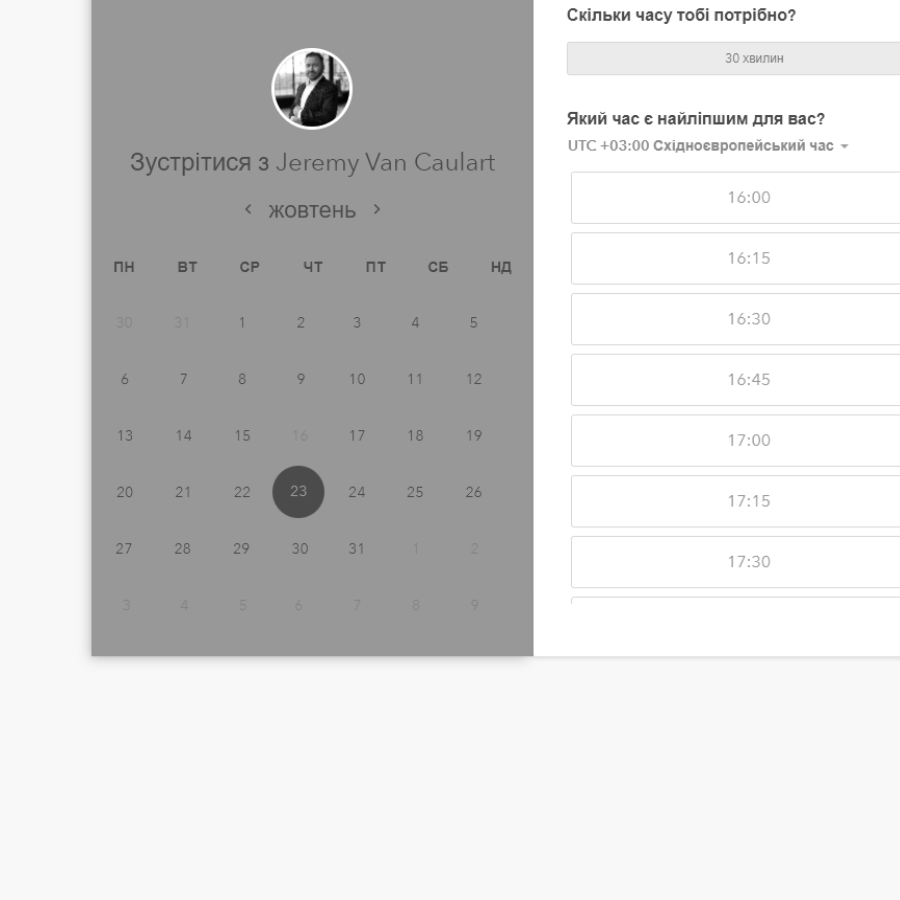 Зустрітися з Jeremy Van Caulart
жовтень
ПН ВТ СР ЧТ ПТ СБ НД
30 31 1 2 3 4 5
6 7 8 9 10 11 12
13 14 15 16 17 18 19
20 21 22 23 24 25 26
27 28 29 30 31 1 2
3 4 5 6 7 8 9
Скільки часу тобі потрібно?
30 хвилин
Який час є найліпшим для вас?
UTC +03:00 Східноєвропейський час
16:00
16:15
16:30
16:45
17:00
17:15
17:30